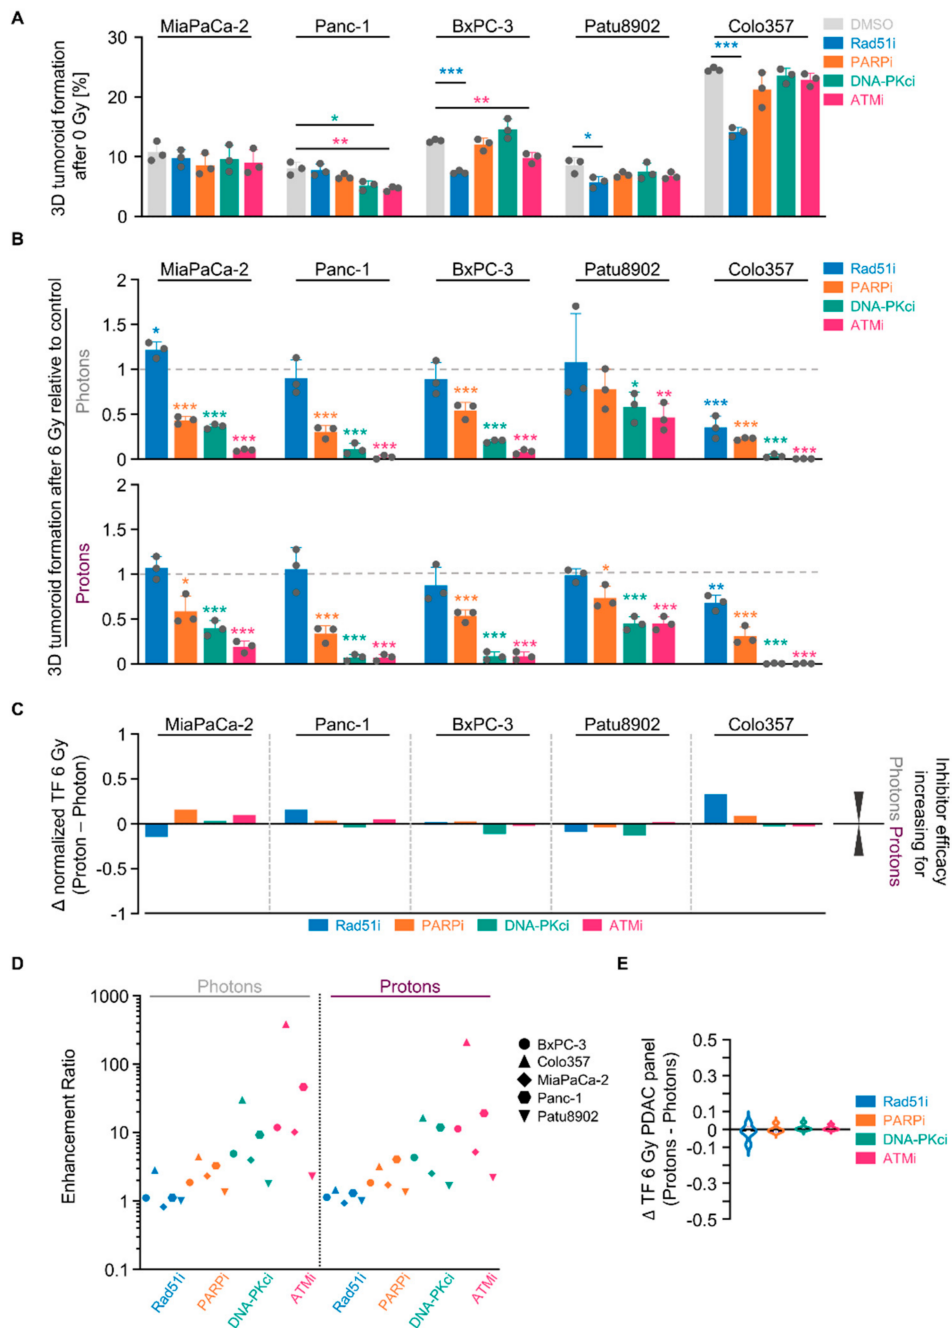 A
MiaPaCa-2 Panc-1 BxPC-3 Patu8902 Colo357
DMSO
Rad51i
PARPi
DNA-PKci
ATMi
3D tumoroid formation
after 0 Gy [%]
30
20
10
0
*
**
***
**
*
***
B
MiaPaCa-2 Panc-1 BxPC-3 Patu8902 Colo357
Rad51i
PARPi
DNA-PKci
ATMi
3D tumoroid formation after 6 Gy relative to control
Photons
2
1.5
1
0.5
0
* *** *** ***
*** *** ***
*** *** ***
* **
*** *** *** ***
Protons
2
1.5
1
0.5
0
* *** ***
*** *** ***
*** *** ***
* *** ***
** *** *** ***
C
MiaPaCa-2 Panc-1 BxPC-3 Patu8902 Colo357
Δ normalized TF 6 Gy
(Proton – Photon)
1
0.5
0
-0.5
-1
Inhibitor efficacy
increasing for
Photons Protons
Rad51i PARPi DNA-PKci ATMi
D
Photons Protons
Enhancement Ratio
1000
100
10
1
0.1
Rad51i PARPi DNA-PKci ATMi Rad51i PARPi DNA-PKci ATMi
BxPC-3
Colo357
MiaPaCa-2
Panc-1
Patu8902
E
Δ TF 6 Gy PDAC panel
(Protons - Photons)
0.5
0.3
0.1
0
-0.1
-0.3
-0.5
Rad51i
PARPi
DNA-PKci
ATMi